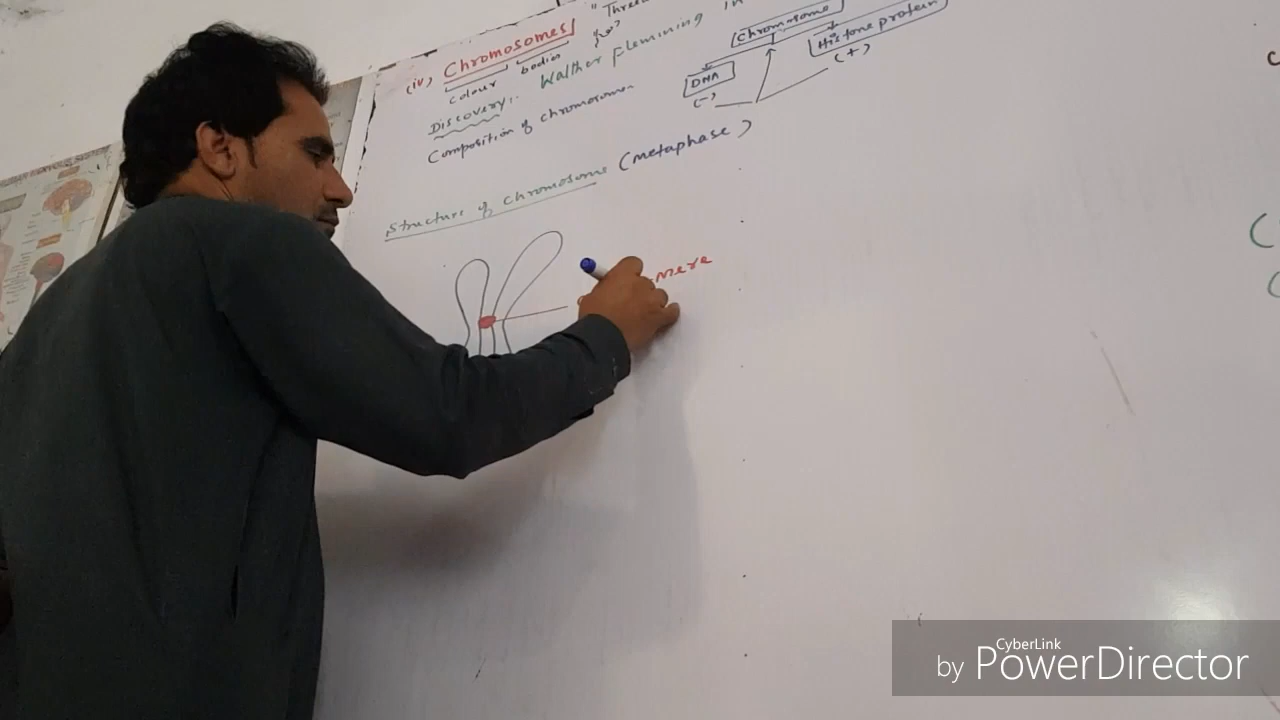 (iv) Chromosomes
colour bodies
Discovery:. Walther Flemming in
Composition of chromosomes
Chromosome
DNA
(-)
Histone protein
(+)
Structure of chromosome (metaphase)
mere
CyberLink
by PowerDirector